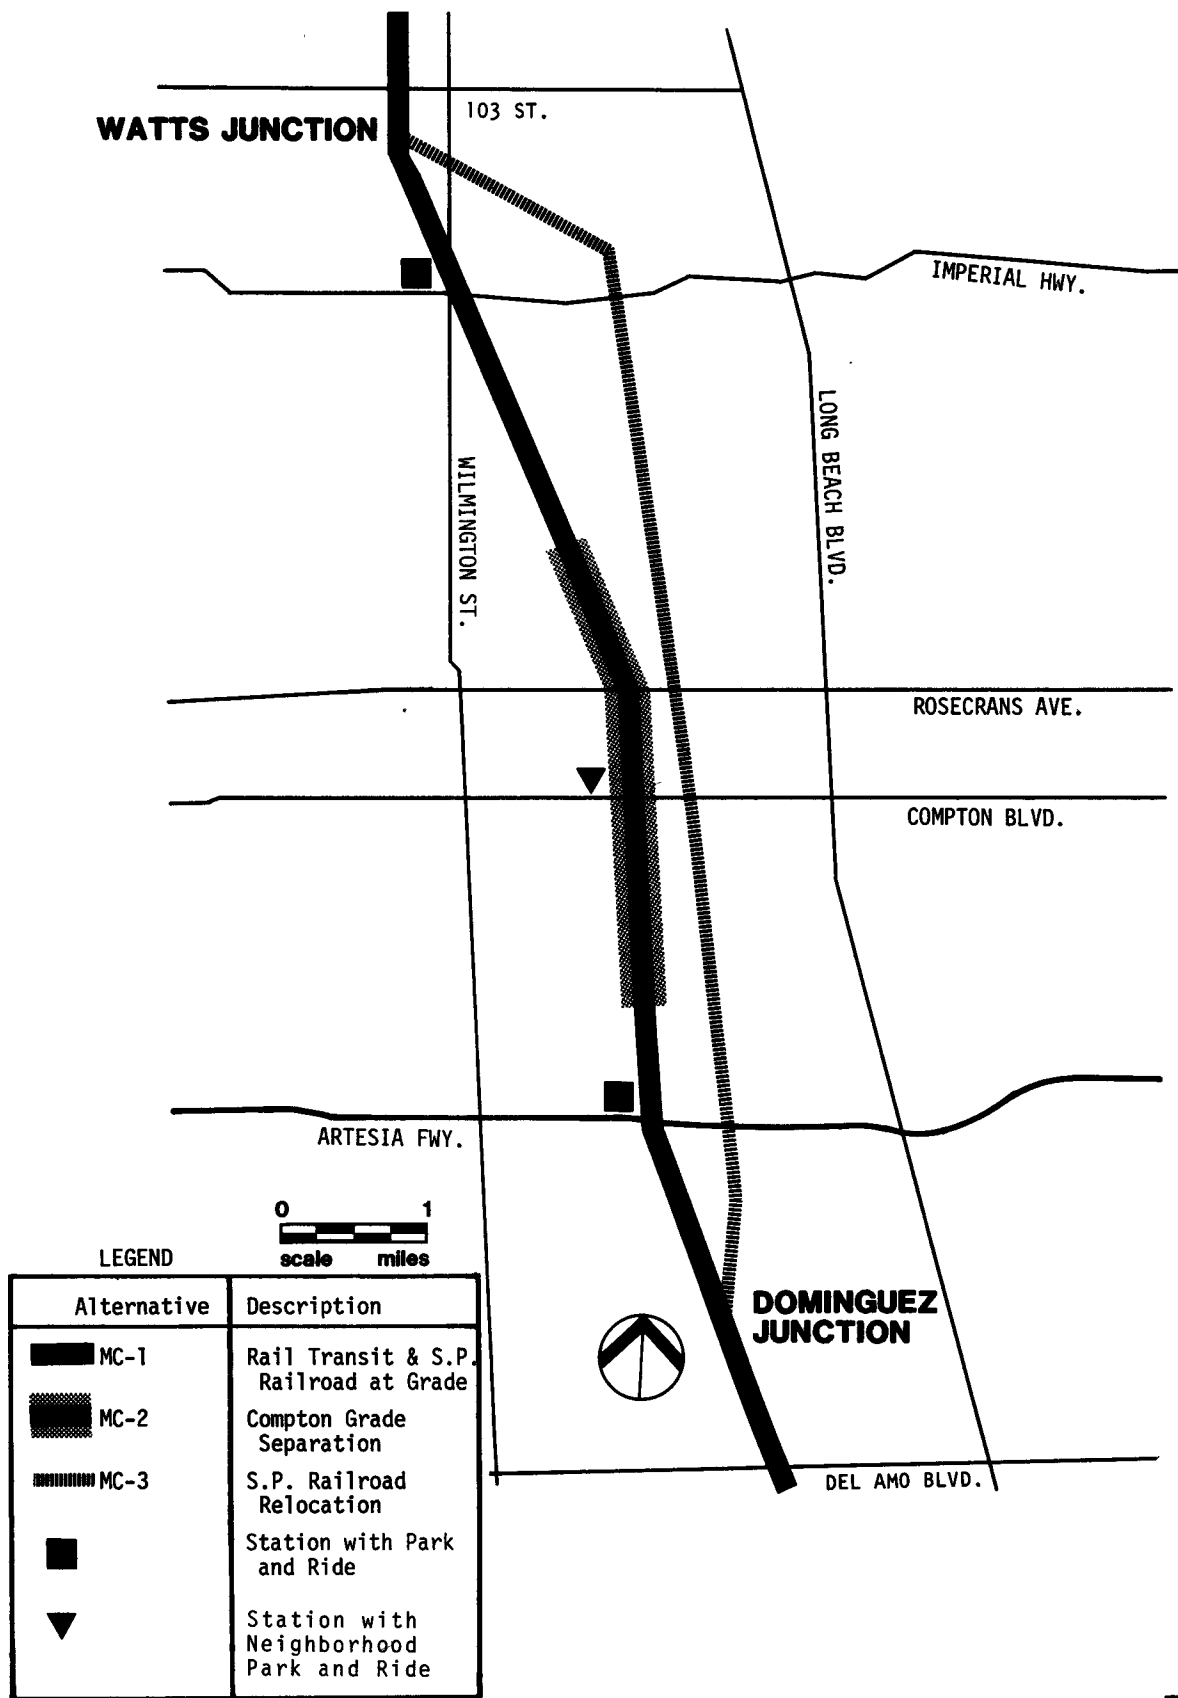 103 ST.
WATTS JUNCTION
IMPERIAL HWY.
LONG BEACH BLVD.
WILMINGTON ST.
ROSECRANS AVE.
COMPTON BLVD.
ARTESIA FWY.
0 1
scale miles
DOMINGUEZ
JUNCTION
DEL AMO BLVD.
LEGEND
Alternative Description
MC-1 Rail Transit & S.P.
Railroad at Grade
MC-2 Compton Grade
Separation
MC-3 S.P. Railroad
Relocation
Station with Park
and Ride
Station with
Neighborhood
Park and Ride